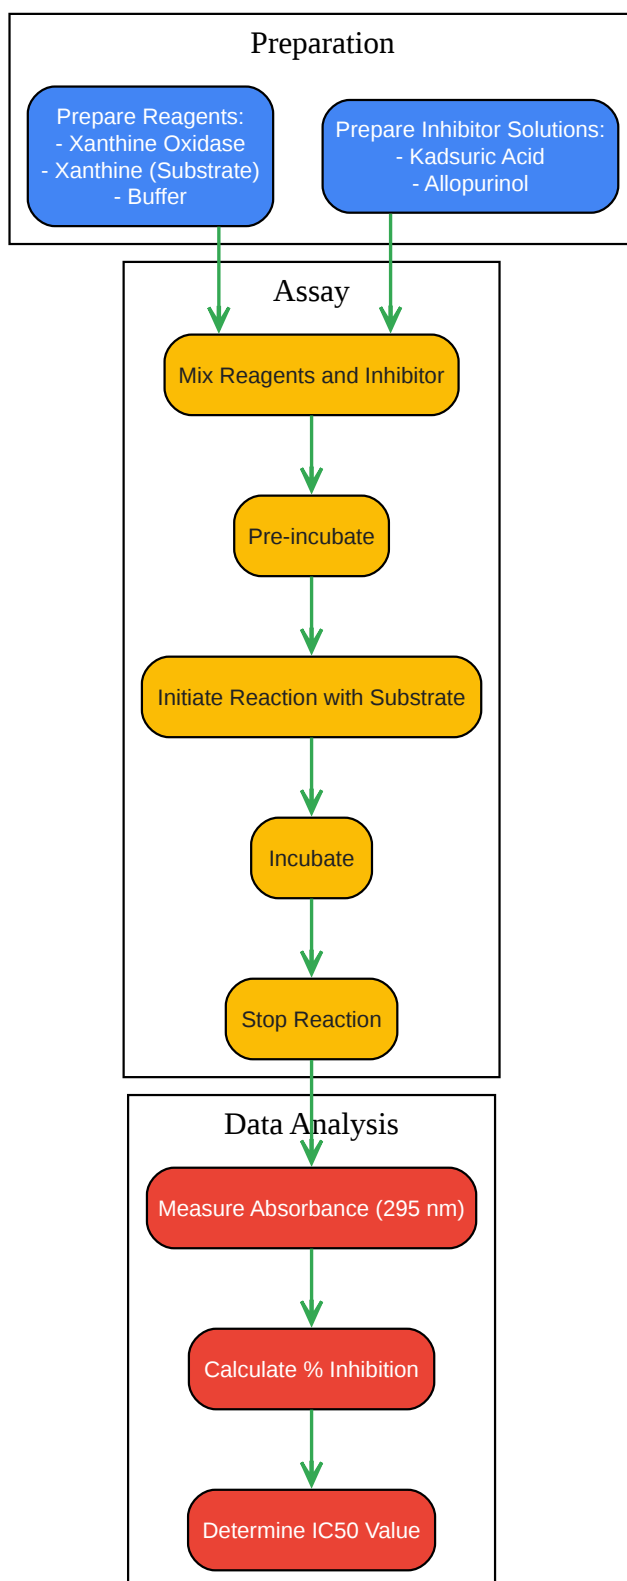 Preparation
Prepare Reagents:
- Xanthine Oxidase
- Xanthine (Substrate)
- Buffer
Prepare Inhibitor Solutions:
- Kadsuric Acid
- Allopurinol
Assay
Mix Reagents and Inhibitor
Pre-incubate
Initiate Reaction with Substrate
Incubate
Stop Reaction
Data Analysis
Measure Absorbance (295 nm)
Calculate % Inhibition
Determine IC50 Value